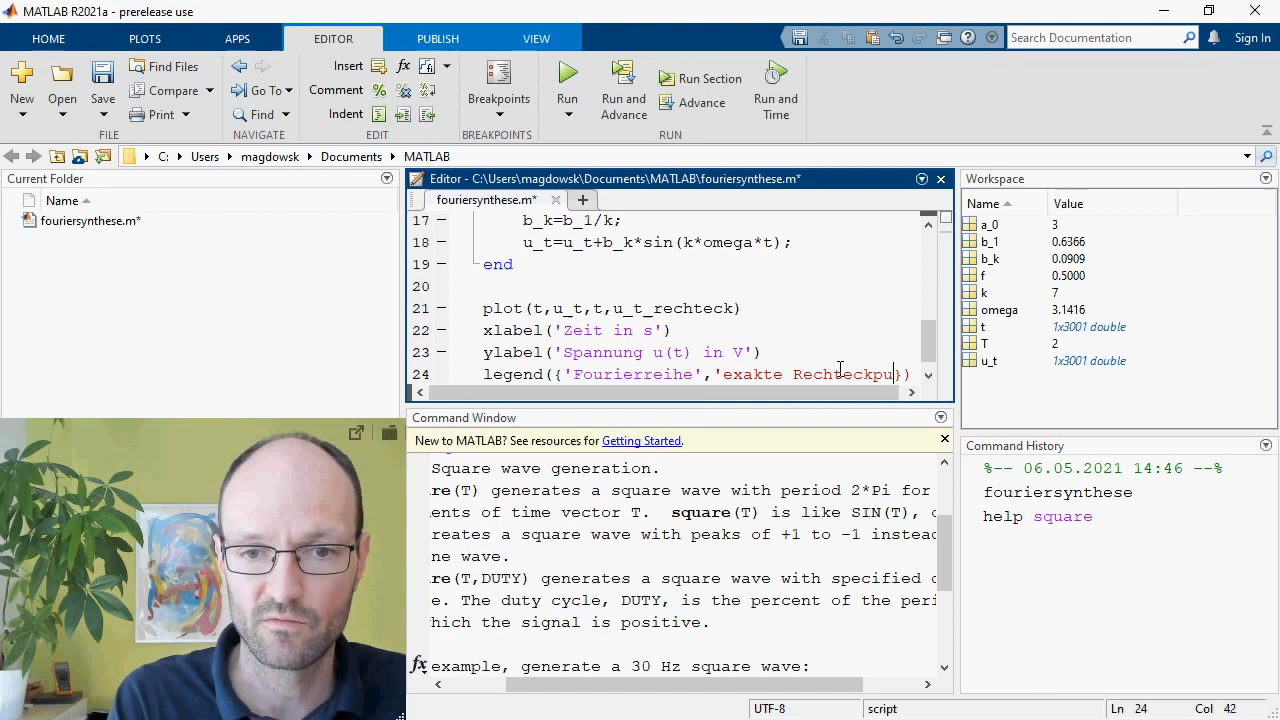 MATLAB R2021a - prerelease use
HOME PLOTS APPS EDITOR PUBLISH VIEW
Search Documentation Sign In
New Open Save Find Files Compare Print
Go To Find
Insert fx Comment Indent
Breakpoints
Run Run and Advance Run Section Advance Run and Time
FILE NAVIGATE EDIT BREAKPOINTS RUN
C: Users magdowsk Documents MATLAB
Current Folder
Name
fouriersynthese.m*
Editor - C:\Users\magdowsk\Documents\MATLAB\fouriersynthese.m*
fouriersynthese.m*
17 b_k=b_1/k;
18 u_t=u_t+b_k*sin(k*omega*t);
19 end
20
21 plot(t,u_t,t,u_t_rechteck)
22 xlabel('Zeit in s')
23 ylabel('Spannung u(t) in V')
24 legend({'Fourierreihe','exakte Rechteckpu})
Command Window
New to MATLAB? See resources for Getting Started.
Square wave generation.
re(T) generates a square wave with period 2*Pi for
ents of time vector T. square(T) is like SIN(T),
reates a square wave with peaks of +1 to -1 instead
ne wave.
re(T,DUTY) generates a square wave with specified
e. The duty cycle, DUTY, is the percent of the peri
hich the signal is positive.
fx example, generate a 30 Hz square wave:
Workspace
Name Value
a_0 3
b_1 0.6366
b_k 0.0909
f 0.5000
k 7
omega 3.1416
t 1x3001 double
T 2
u_t 1x3001 double
Command History
%-- 06.05.2021 14:46 --%
fouriersynthese
help square
UTF-8 script Ln 24 Col 42